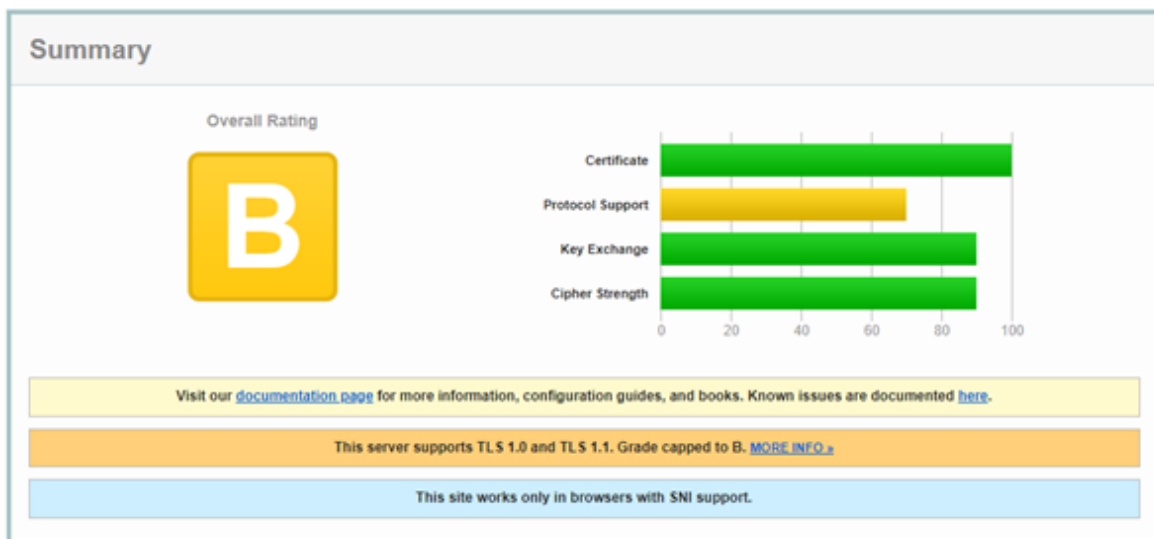 Summary
Overall Rating
B
Certificate
Protocol Support
Key Exchange
Cipher Strength
0 20 40 60 80 100
Visit our documentation page for more information, configuration guides, and books. Known issues are documented here.
This server supports TLS 1.0 and TLS 1.1. Grade capped to B. MORE INFO »
This site works only in browsers with SNI support.